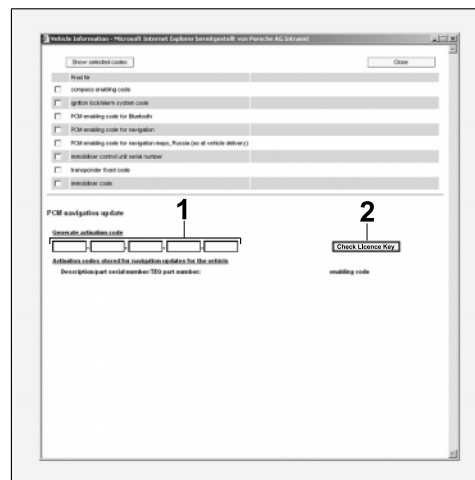 Vehicle Information - Microsoft Internet Explorer bereitgestellt von Porsche AG Intranet
Show selected codes
Close
Prod Nr
compass enabling code
ignition lock/alarm system code
PCM enabling code for Bluetooth
PCM enabling code for navigation
PCM enabling code for navigation maps, Russia (as at vehicle delivery)
immobiliser control unit serial number
transponder fixed code
immobiliser code
PCM navigation update
1
2
Generate activation code
Check Licence Key
Activation codes stored for navigation updates for the vehicle
Description/part serial number/TEQ part number:
enabling code